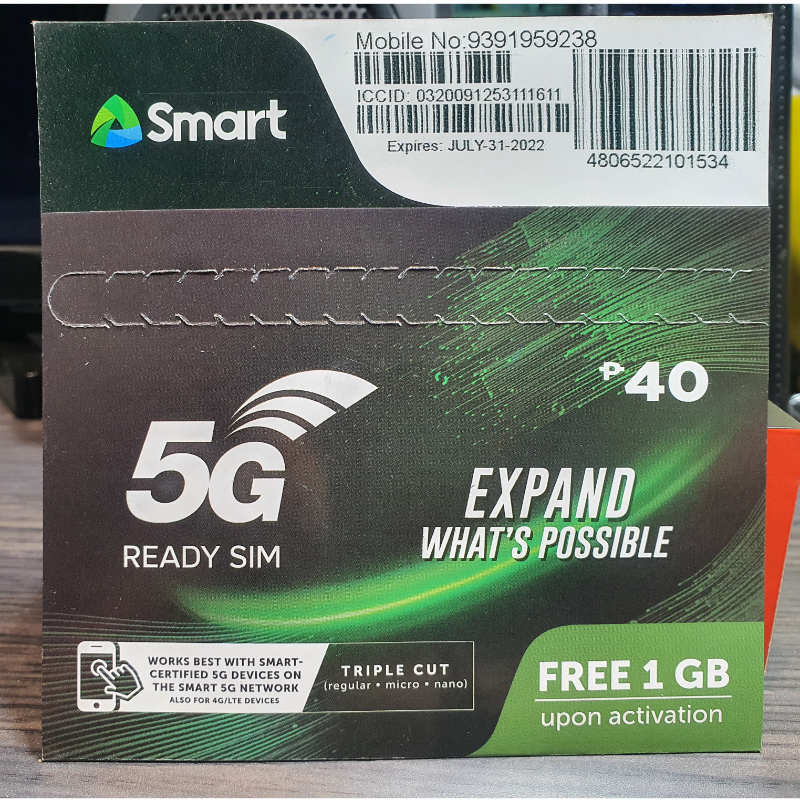 Smart
Mobile No:9391959238
ICCID: 0320091253111611
Expires: JULY-31-2022
4806522101534
₱40
5G
READY SIM
EXPAND
WHAT'S POSSIBLE
WORKS BEST WITH SMART-
CERTIFIED 5G DEVICES ON
THE SMART 5G NETWORK
ALSO FOR 4G/LTE DEVICES
TRIPLE CUT
(regular • micro • nano)
FREE 1 GB
upon activation